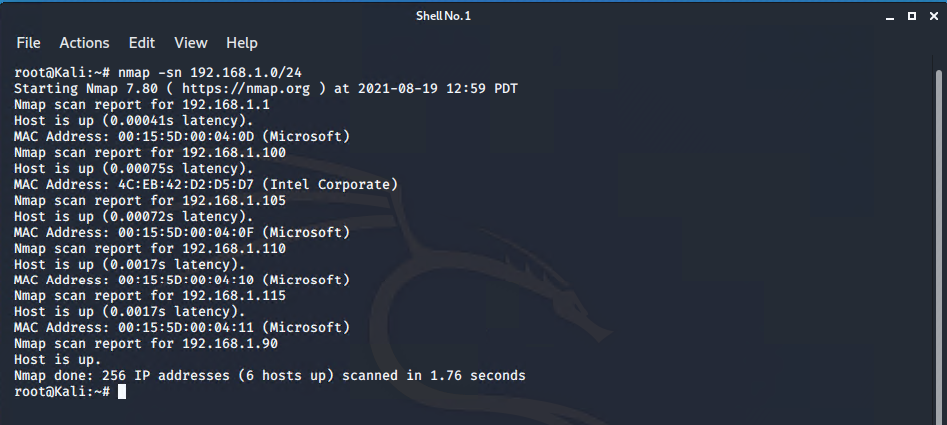 Shell No.1
File Actions Edit View Help
root@Kali:~# nmap -sn 192.168.1.0/24
Starting Nmap 7.80 ( https://nmap.org ) at 2021-08-19 12:59 PDT
Nmap scan report for 192.168.1.1
Host is up (0.00041s latency).
MAC Address: 00:15:5D:00:04:0D (Microsoft)
Nmap scan report for 192.168.1.100
Host is up (0.00075s latency).
MAC Address: 4C:EB:42:D2:D5:D7 (Intel Corporate)
Nmap scan report for 192.168.1.105
Host is up (0.00072s latency).
MAC Address: 00:15:5D:00:04:0F (Microsoft)
Nmap scan report for 192.168.1.110
Host is up (0.0017s latency).
MAC Address: 00:15:5D:00:04:10 (Microsoft)
Nmap scan report for 192.168.1.115
Host is up (0.0017s latency).
MAC Address: 00:15:5D:00:04:11 (Microsoft)
Nmap scan report for 192.168.1.90
Host is up.
Nmap done: 256 IP addresses (6 hosts up) scanned in 1.76 seconds
root@Kali:~#